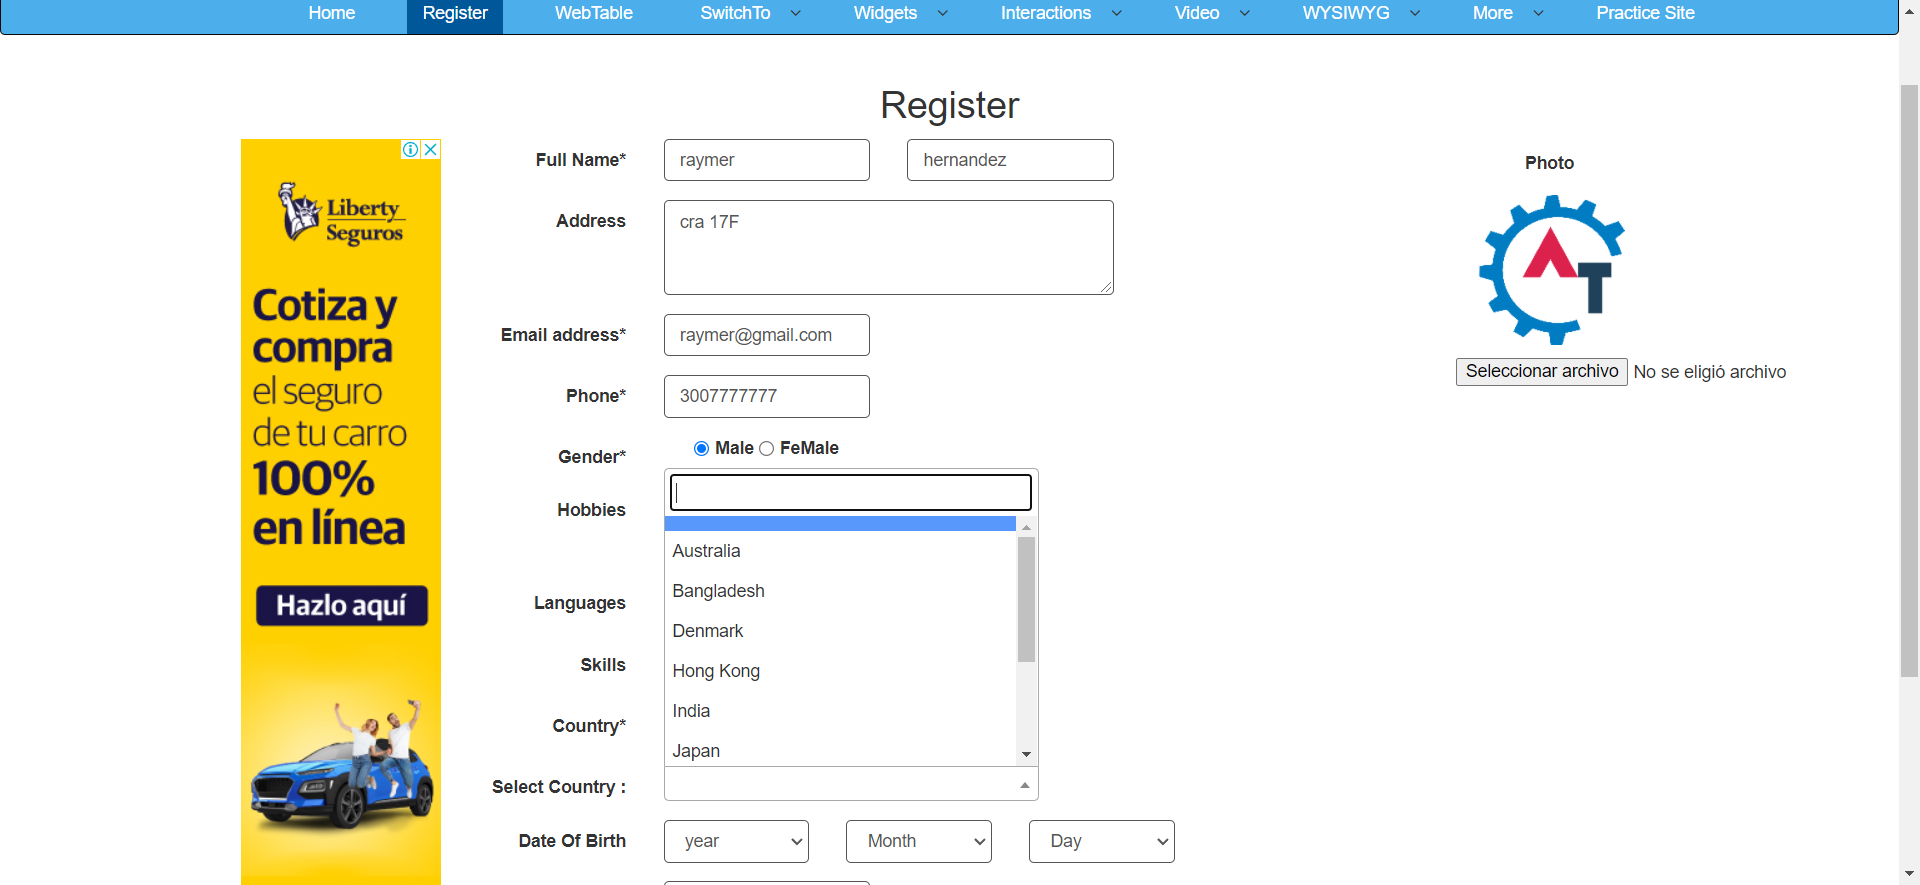 Home Register WebTable SwitchTo Widgets Interactions Video WYSIWYG More Practice Site
Register
Liberty
Seguros
Cotiza y
compra
el seguro
de tu carro
100%
en línea
Hazlo aquí
Full Name* raymer hernandez
Address cra 17F
Email address* raymer@gmail.com
Phone* 3007777777
Gender* Male FeMale
Hobbies
Australia
Bangladesh
Languages
Denmark
Skills
Hong Kong
India
Country*
Japan
Select Country :
Date Of Birth year Month Day
Photo
AT
Seleccionar archivo No se eligió archivo